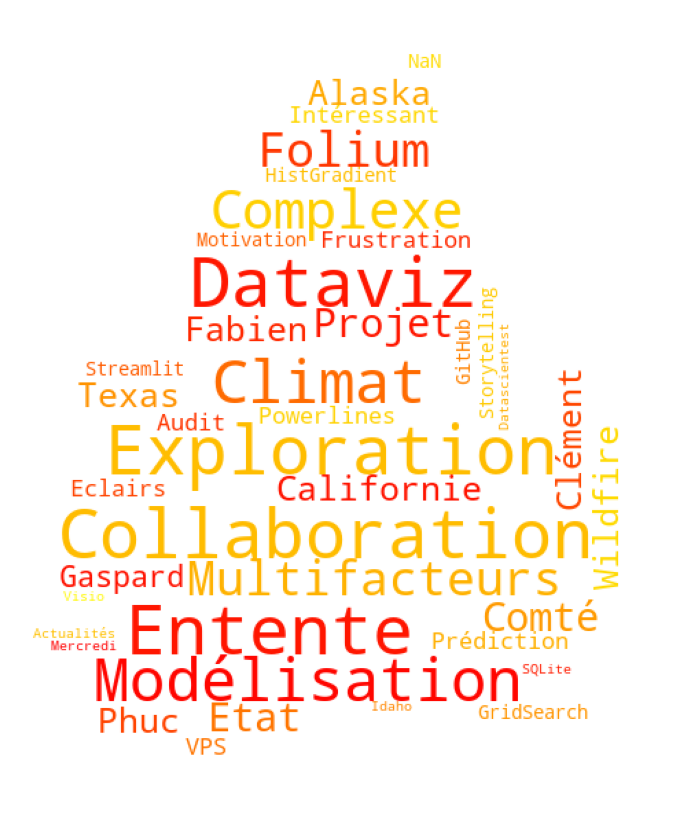 NaN
Alaska
Intéressant
Folium
HistGradient
Complexe
Motivation Frustration
Dataviz
Fabien Projet
GitHub
Storytelling
Datascientest
Streamlit
Climat
Texas
Powerlines
Audit
Clément
Exploration
Wildfire
Eclairs Californie
Collaboration
Gaspard Multifacteurs
Visio
Entente Comté
Actualités
Mercredi
Prédiction
Modélisation SQLite
Phuc Etat Idaho GridSearch
VPS